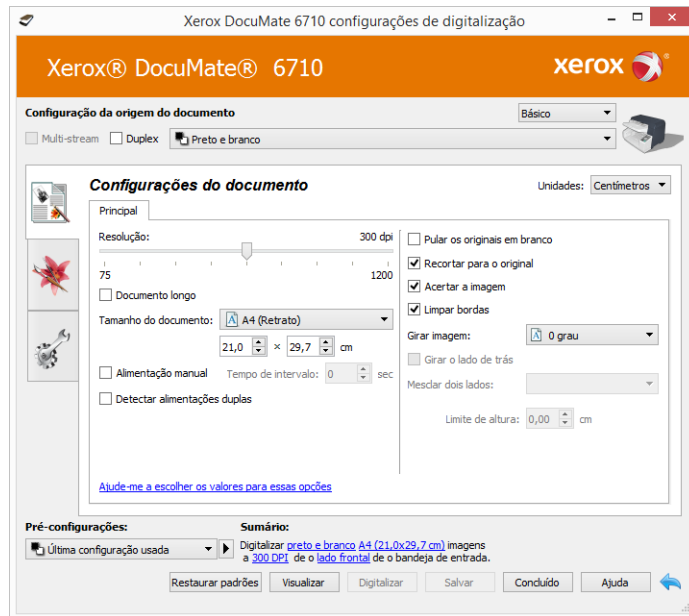 Xerox DocuMate 6710 configurações de digitalização
Xerox® DocuMate® 6710
xerox
Configuração da origem do documento
Básico
Multi-stream
Duplex
Preto e branco
Configurações do documento
Unidades: Centímetros
Principal
Resolução: 300 dpi
75 1200
Documento longo
Tamanho do documento: A4 (Retrato)
21,0 × 29,7 cm
Alimentação manual Tempo de intervalo: 0 sec
Detectar alimentações duplas
Ajude-me a escolher os valores para essas opções
Pular os originais em branco
Recortar para o original
Acertar a imagem
Limpar bordas
Girar imagem: 0 grau
Girar o lado de trás
Mesclar dois lados:
Limite de altura: 0,00 cm
Pré-configurações:
Última configuração usada
Sumário:
Digitalizar preto e branco A4 (21,0x29,7 cm) imagens
a 300 DPI de o lado frontal de o bandeja de entrada.
Restaurar padrões Visualizar Digitalizar Salvar Concluído Ajuda